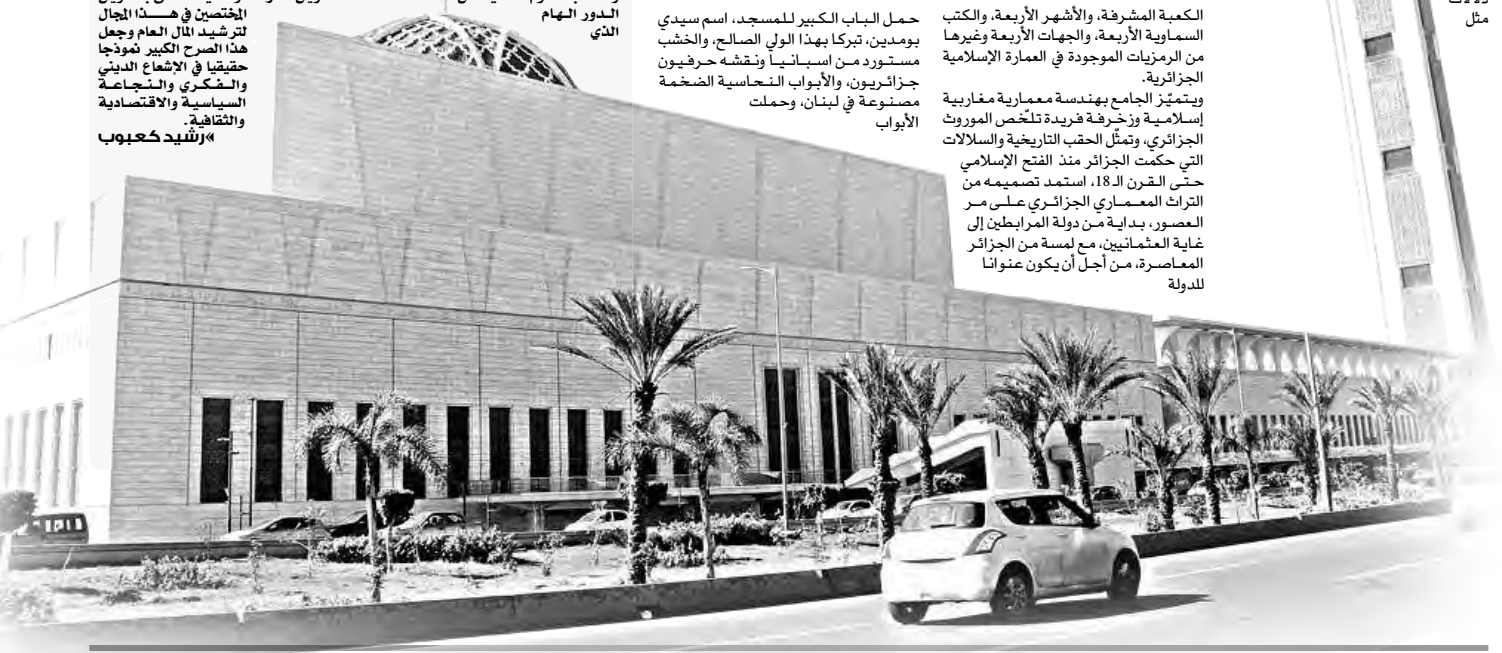 دلالات
مثل
الكعبة المشرفة، والأشهر الأربعة، والكتب
السماوية الأربعة، والجهات الأربعة وغيرها
من الرمزيات الموجودة في العمارة الإسلامية
الجزائرية.
ويتميّز الجامع بهندسة معمارية مغاربية
إسلامية وزخرفة فريدة تلخّص الموروث
الجزائري، وتمثّل الحقب التاريخية والسلالات
التي حكمت الجزائر منذ الفتح الإسلامي
حتى القرن الـ 18، استمد تصميمه من
التراث المعماري الجزائري على مر
العصور، بداية من دولة المرابطين إلى
غاية العثمانيين، مع لمسة من الجزائر
المعاصرة، من أجل أن يكون عنوانا
للدولة
حمل الباب الكبير للمسجد، اسم سيدي
بومدين، تبركا بهذا الولي الصالح، والخشب
مستورد من اسبانيا ونقشه حرفيون
جزائريون، والأبواب النحاسية الضخمة
مصنوعة في لبنان، وحملت
الأبواب
الدور الهام
الذي
المختصين في هذا المجال
لترشيد المال العام وجعل
هذا الصرح الكبير نموذجا
حقيقيا في الإشعاع الديني
والفكري والنجاعة
السياسية والاقتصادية
والثقافية.
»رشيد كعبوب